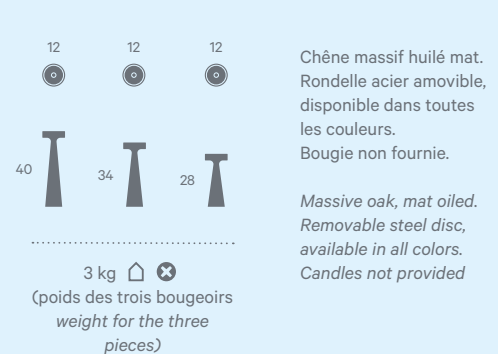 12 12 12
40 34 28
3 kg
(poids des trois bougeoirs
weight for the three
pieces)
Chêne massif huilé mat.
Rondelle acier amovible,
disponible dans toutes
les couleurs.
Bougie non fournie.
Massive oak, mat oiled.
Removable steel disc,
available in all colors.
Candles not provided